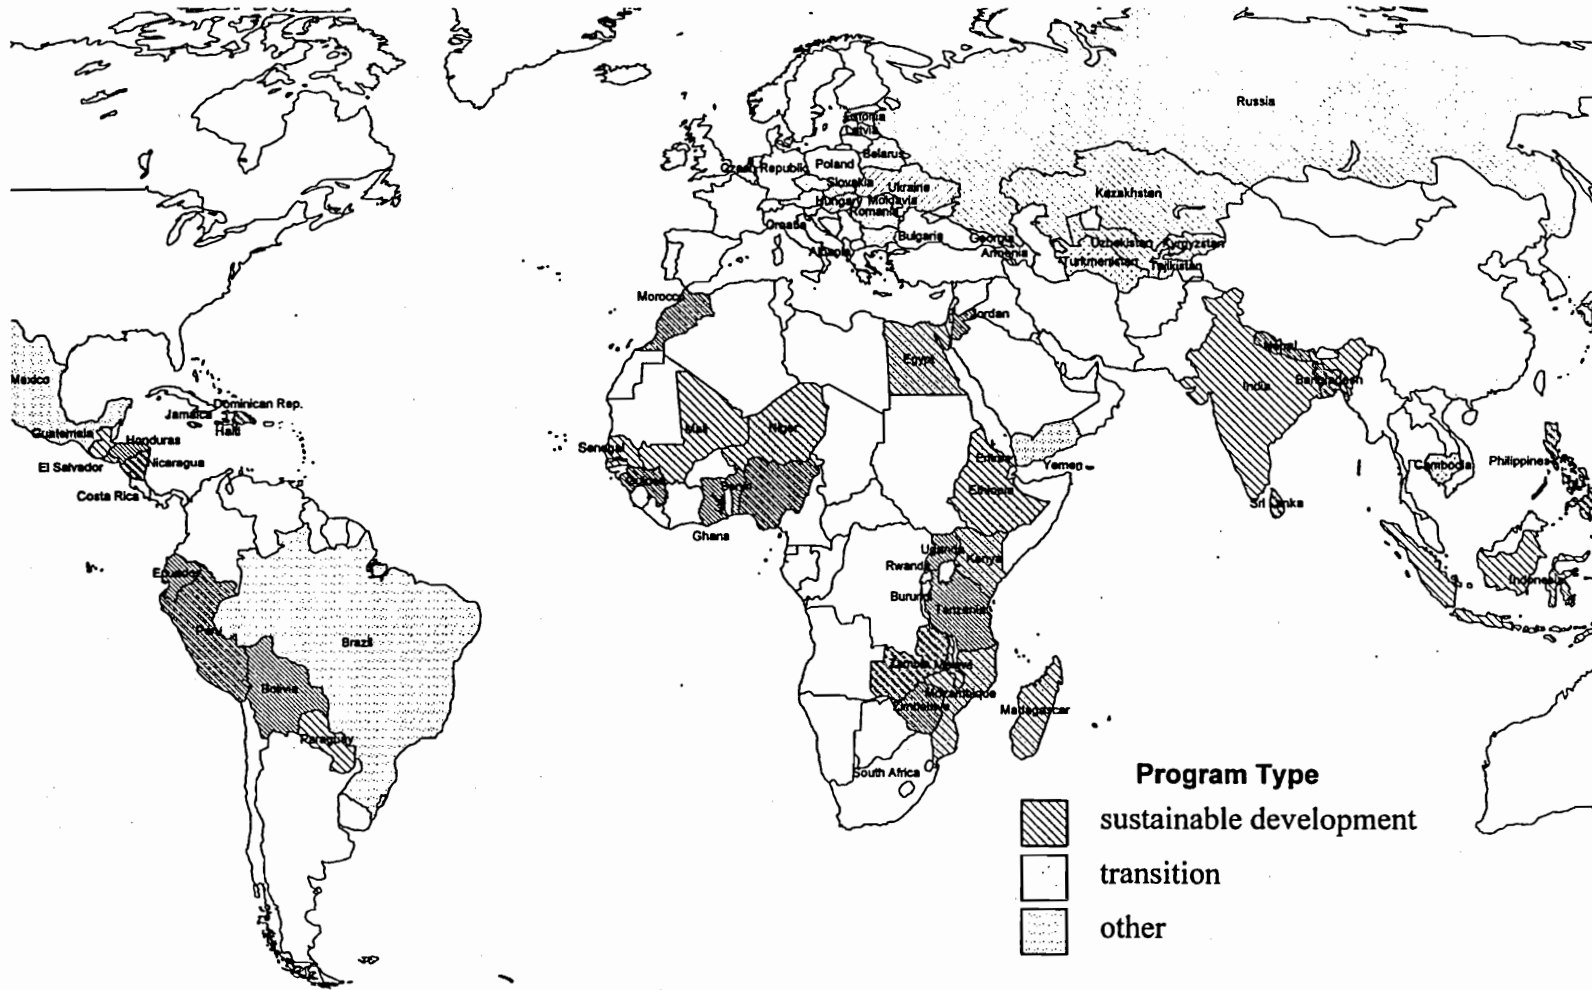 Russia
Estonia
Latvia
Belarus
Czech Republic
Poland
Slovakia
Ukraine
Kazakhstan
Hungary
Moldavia
Romania
Croatia
Bulgaria
Georgia
Uzbekistan
Kyrgyzstan
Albania
Armenia
Turkmenistan
Tajikistan
Morocco
Jordan
Egypt
Nepal
Mexico
India
Bangladesh
Dominican Rep.
Jamaica
Haiti
Guatemala
Honduras
Mali
Niger
El Salvador
Nicaragua
Senegal
Eritrea
Yemen
Cambodia
Philippines
Costa Rica
Guinea
Benin
Ethiopia
Sri Lanka
Ghana
Uganda
Kenya
Ecuador
Rwanda
Indonesia
Burundi
Tanzania
Peru
Brazil
Zambia
Malawi
Bolivia
Mozambique
Zimbabwe
Madagascar
Paraguay
South Africa
Program Type
sustainable development
transition
other